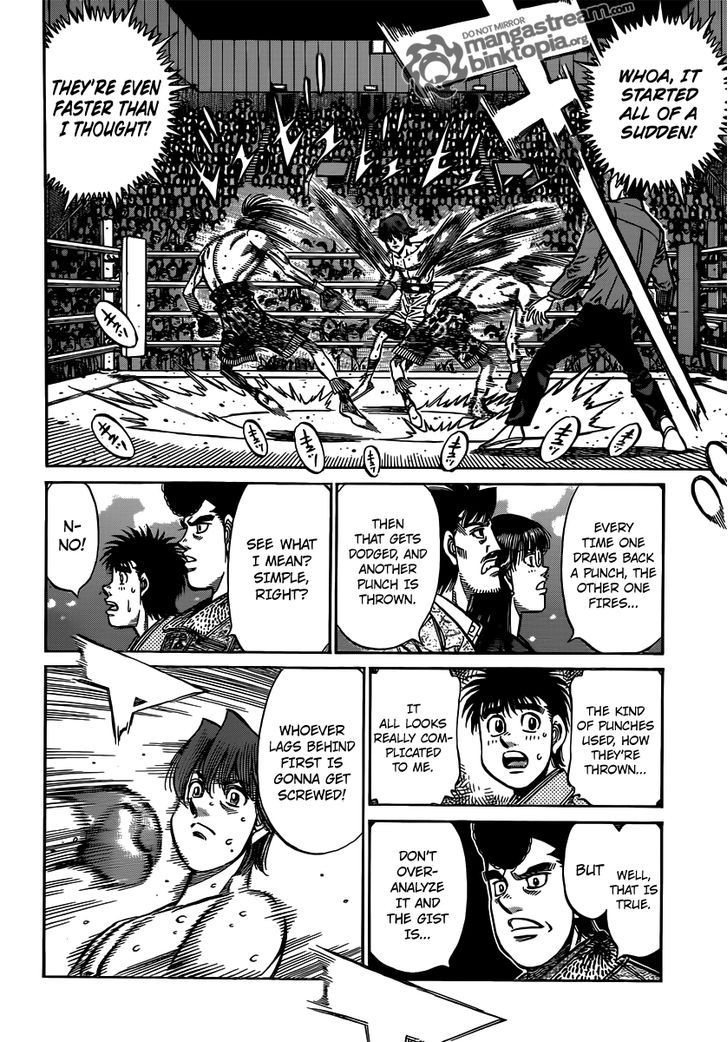 DO NOT MIRROR
mangastream.com
binktopia.org
WHOA, IT
STARTED
ALL OF A
SUDDEN!
THEY'RE EVEN
FASTER THAN
I THOUGHT!
EVERY
TIME ONE
DRAWS BACK
A PUNCH, THE
OTHER ONE
FIRES...
THEN
THAT GETS
DODGED, AND
ANOTHER
PUNCH IS
THROWN.
SEE WHAT
I MEAN?
SIMPLE,
RIGHT?
N-
NO!
THE KIND
OF PUNCHES
USED, HOW
THEY'RE
THROWN...
IT
ALL LOOKS
REALLY COM-
PLICATED
TO ME.
WELL,
THAT IS
TRUE.
BUT
DON'T
OVER-
ANALYZE
IT AND
THE GIST
IS...
WHOEVER
LAGS BEHIND
FIRST IS
GONNA GET
SCREWED!